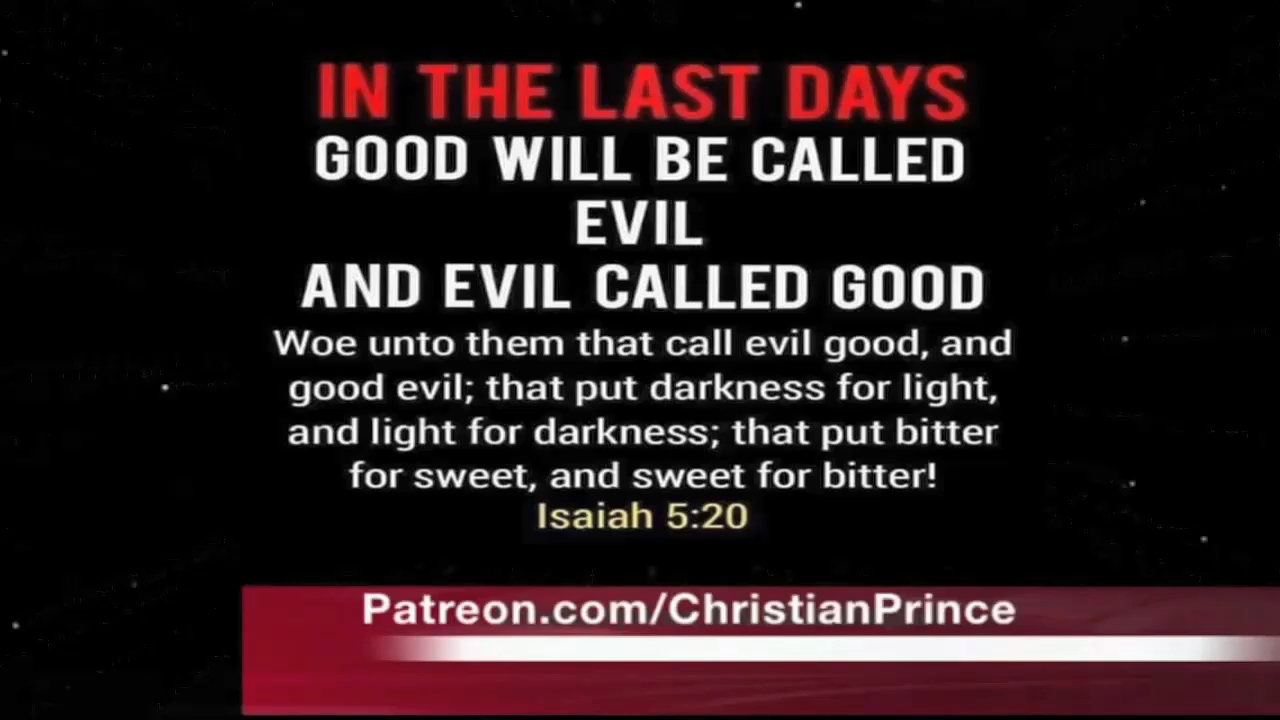 IN THE LAST DAYS
GOOD WILL BE CALLED
EVIL
AND EVIL CALLED GOOD
Woe unto them that call evil good, and
good evil; that put darkness for light,
and light for darkness; that put bitter
for sweet, and sweet for bitter!
Isaiah 5:20
Patreon.com/ChristianPrince